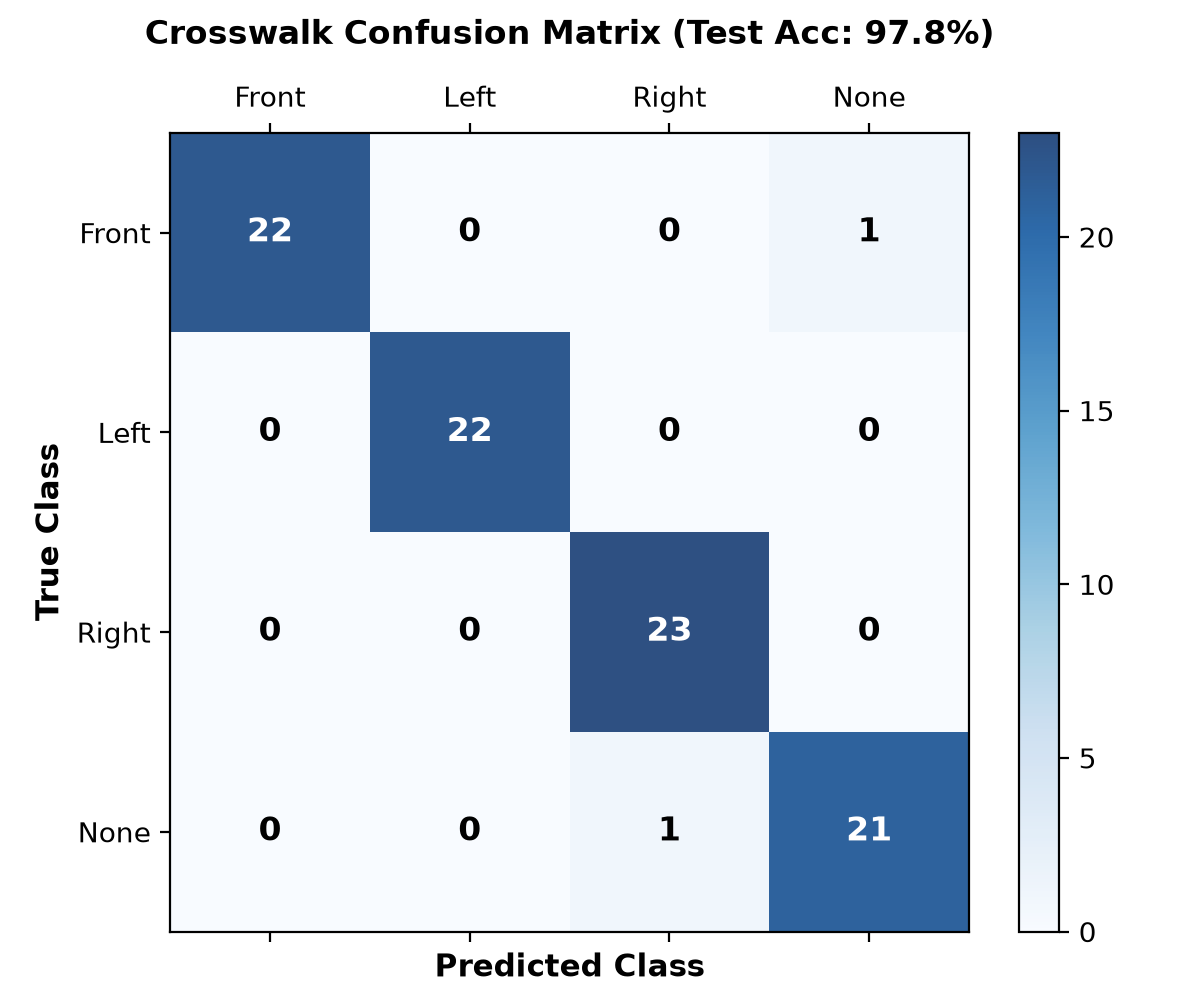 Crosswalk Confusion Matrix (Test Acc: 97.8%)
Front Left Right None
Front 22 0 0 1
Left 0 22 0 0
Right 0 0 23 0
None 0 0 1 21
True Class
Predicted Class
20
15
10
5
0